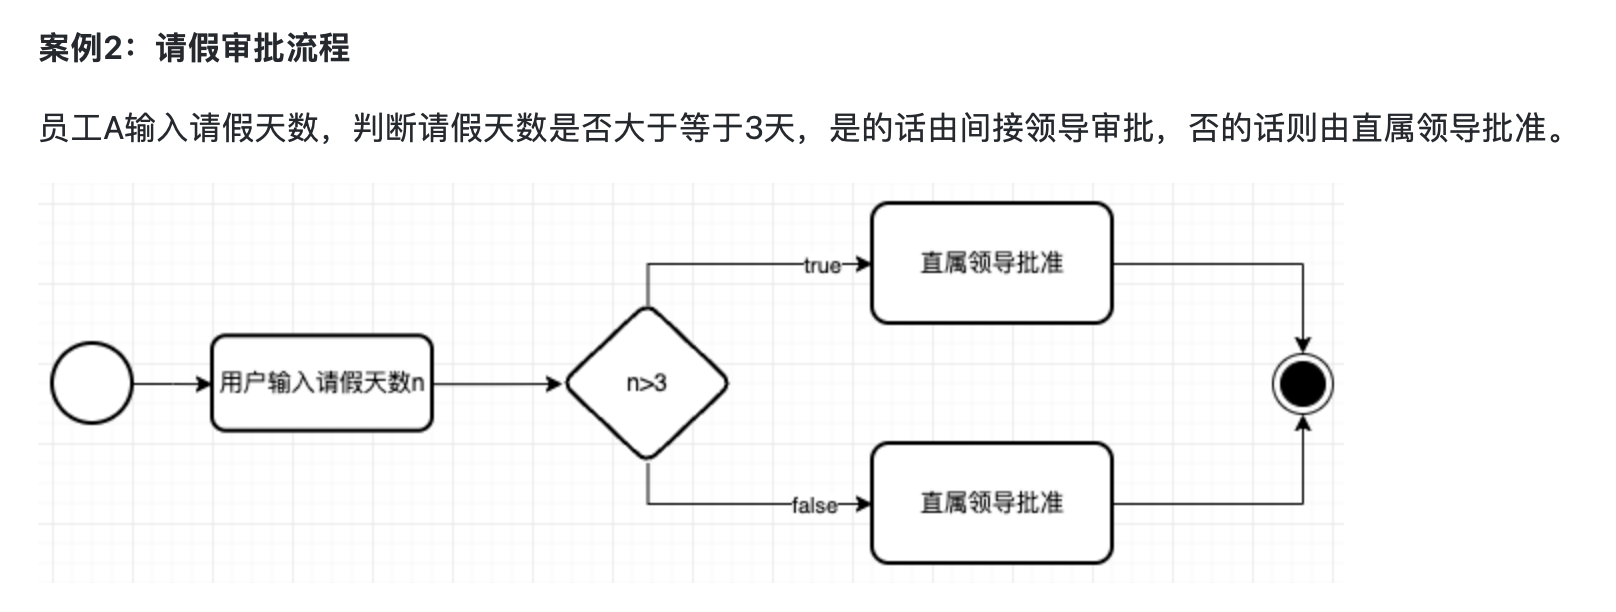 案例2：请假审批流程
员工A输入请假天数，判断请假天数是否大于等于3天，是的话由间接领导审批，否的话则由直属领导批准。
true
直属领导批准
用户输入请假天数n
n>3
false
直属领导批准